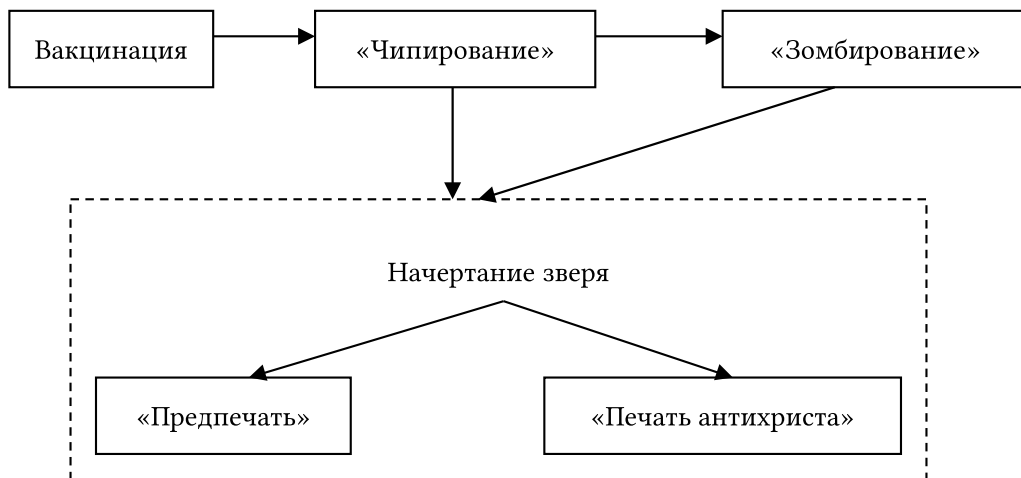 Вакцинация
«Чипирование»
«Зомбирование»
Начертание зверя
«Предпечать»
«Печать антихриста»